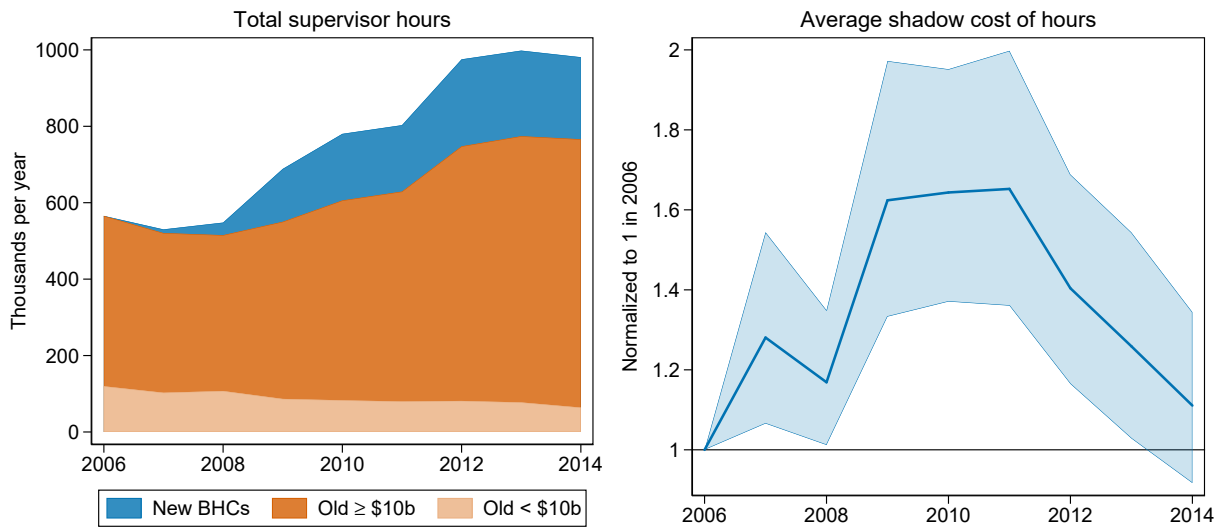 Total supervisor hours
Thousands per year
1000
800
600
400
200
0
2006 2008 2010 2012 2014
New BHCs Old ≥ $10b Old < $10b
Average shadow cost of hours
Normalized to 1 in 2006
2
1.8
1.6
1.4
1.2
1
2006 2008 2010 2012 2014